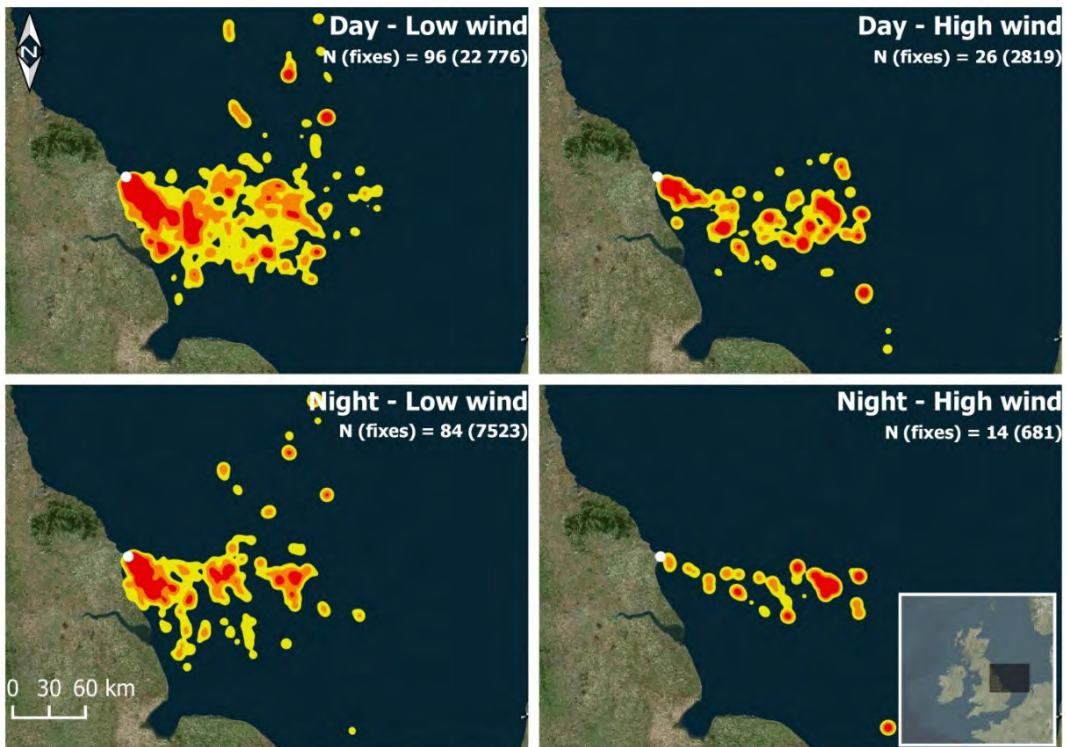 N
Day - Low wind
N (fixes) = 96 (22 776)
Day - High wind
N (fixes) = 26 (2819)
Night - Low wind
N (fixes) = 84 (7523)
Night - High wind
N (fixes) = 14 (681)
0 30 60 km